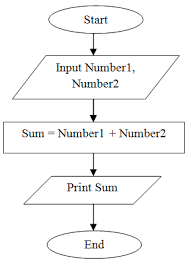 Start
Input Number1,
Number2
Sum = Number1 + Number2
Print Sum
End